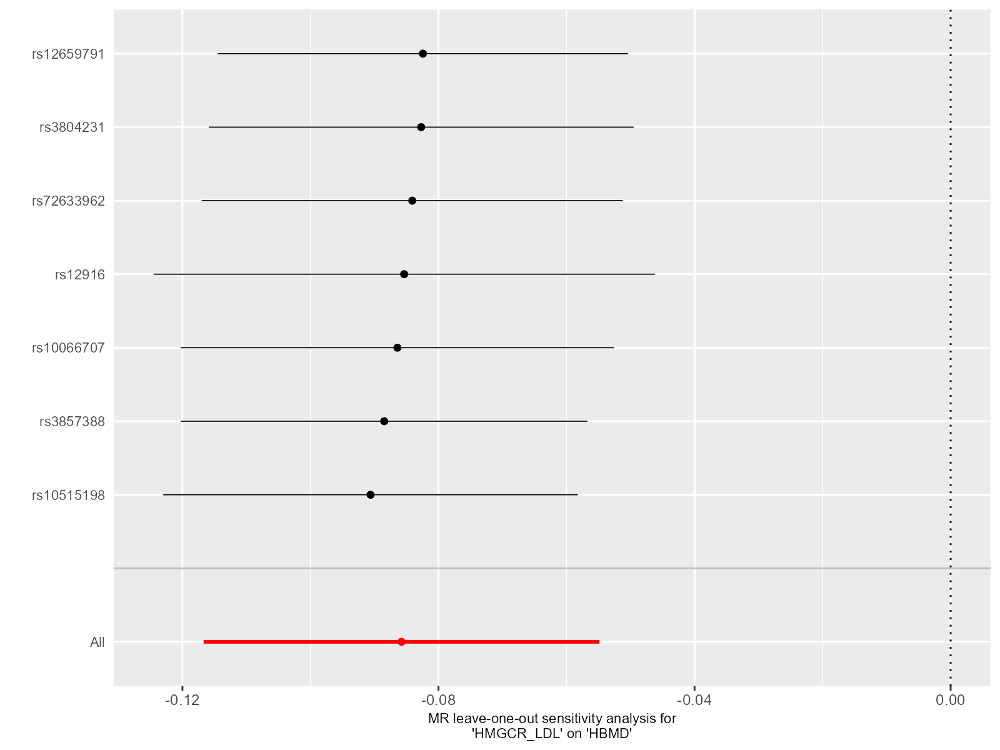 rs12659791
rs3804231
rs72633962
rs12916
rs10066707
rs3857388
rs10515198
All
-0.12 -0.08 -0.04 0.00
MR leave-one-out sensitivity analysis for
'HMGCR_LDL' on 'HBMD'